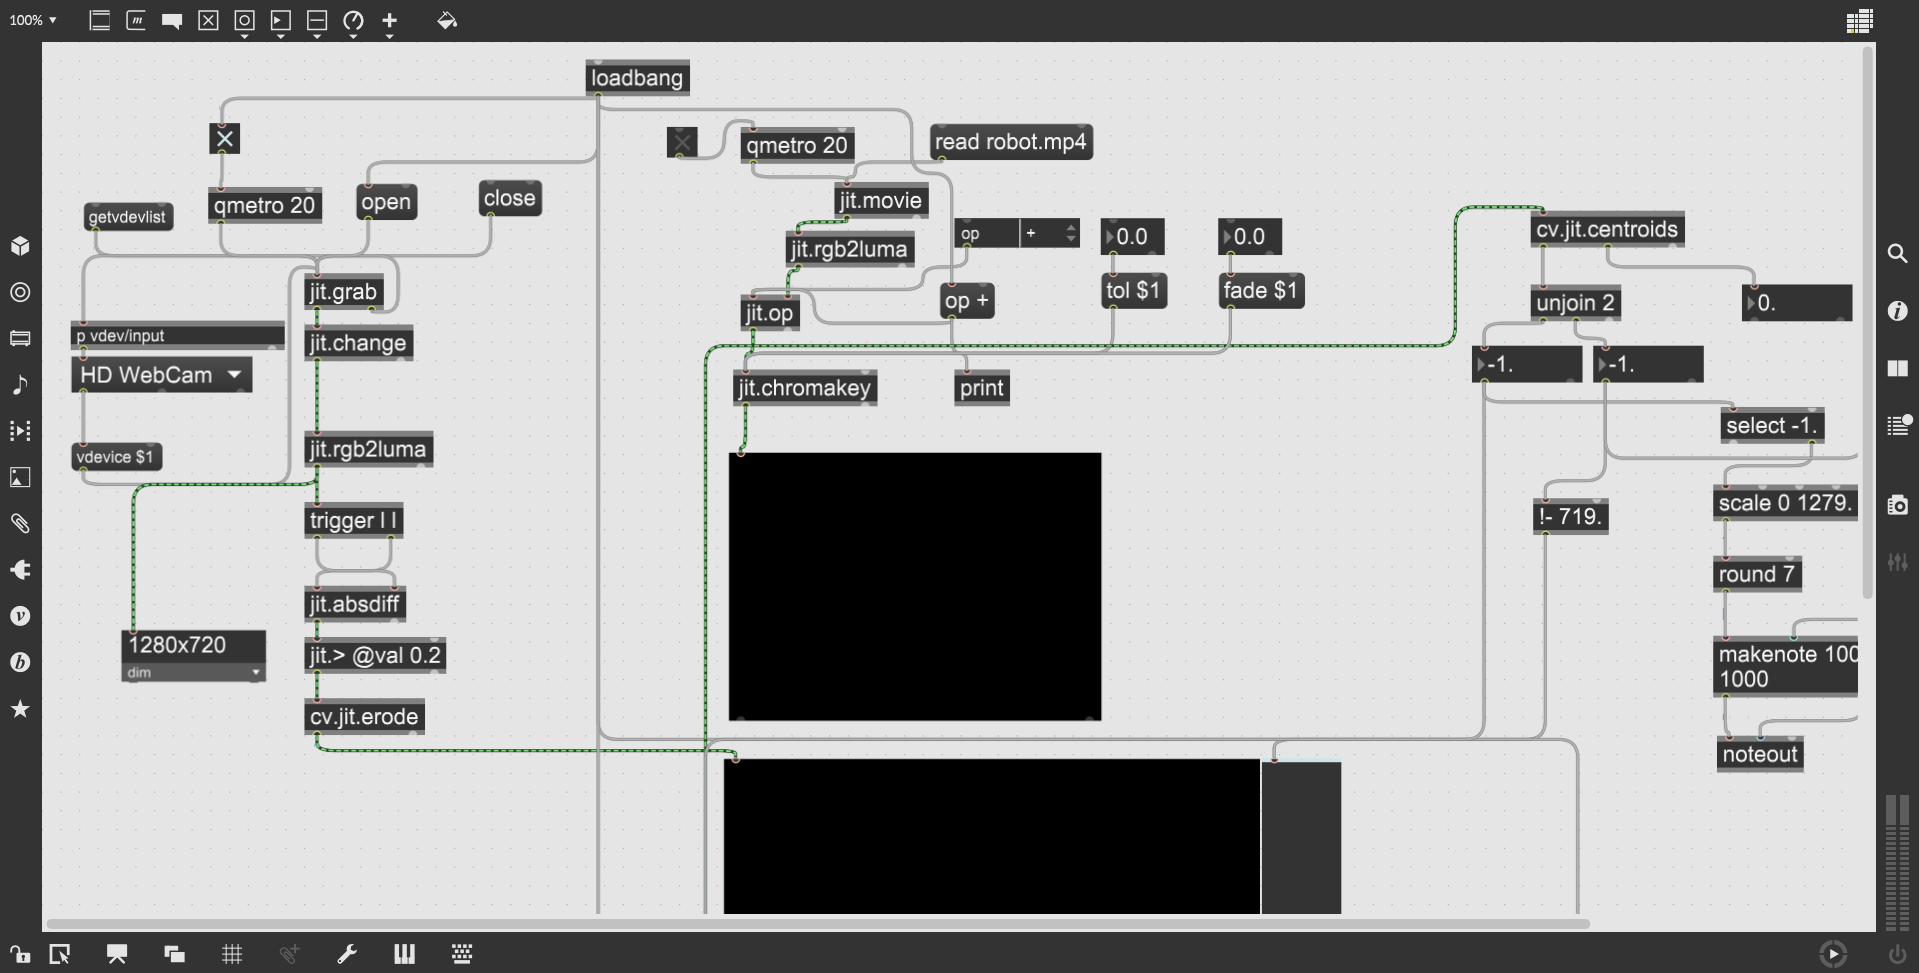 100%
loadbang
read robot.mp4
qmetro 20
getvdevlist
qmetro 20
open
close
jit.movie
op
+
0.0
0.0
cv.jit.centroids
jit.rgb2luma
jit.grab
op +
tol $1
fade $1
unjoin 2
0.
jit.op
p vdev/input
jit.change
HD WebCam
-1.
-1.
jit.chromakey
print
select -1.
vdevice $1
jit.rgb2luma
scale 0 1279.
trigger l l
!- 719.
round 7
jit.absdiff
1280x720
dim
jit.> @val 0.2
makenote 100
1000
cv.jit.erode
noteout